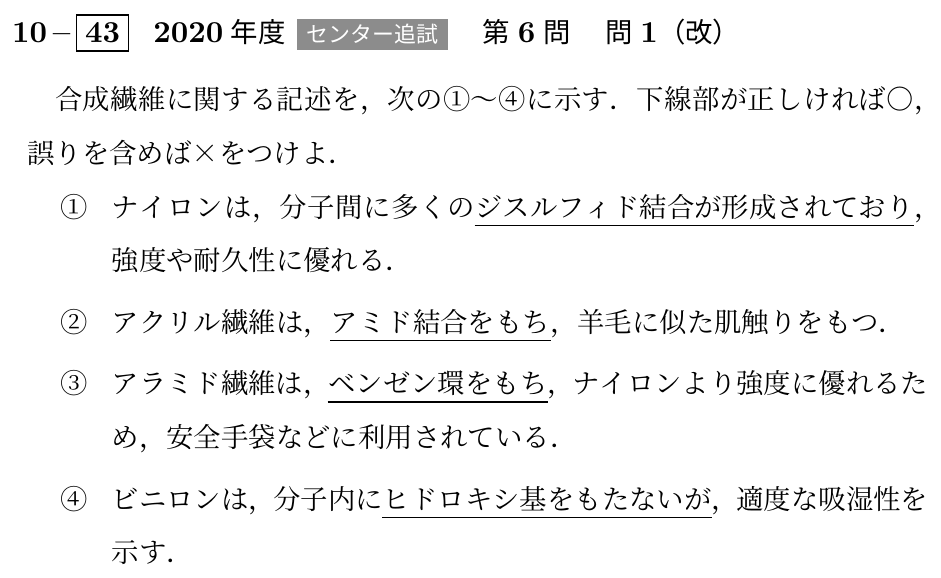 10－43 2020 年度 センター追試 第 6 問 問 1（改）
合成繊維に関する記述を，次の①～④に示す．下線部が正しければ○，
誤りを含めば×をつけよ．
① ナイロンは，分子間に多くのジスルフィド結合が形成されており，
強度や耐久性に優れる．
② アクリル繊維は，アミド結合をもち，羊毛に似た肌触りをもつ．
③ アラミド繊維は，ベンゼン環をもち，ナイロンより強度に優れるた
め，安全手袋などに利用されている．
④ ビニロンは，分子内にヒドロキシ基をもたないが，適度な吸湿性を
示す．